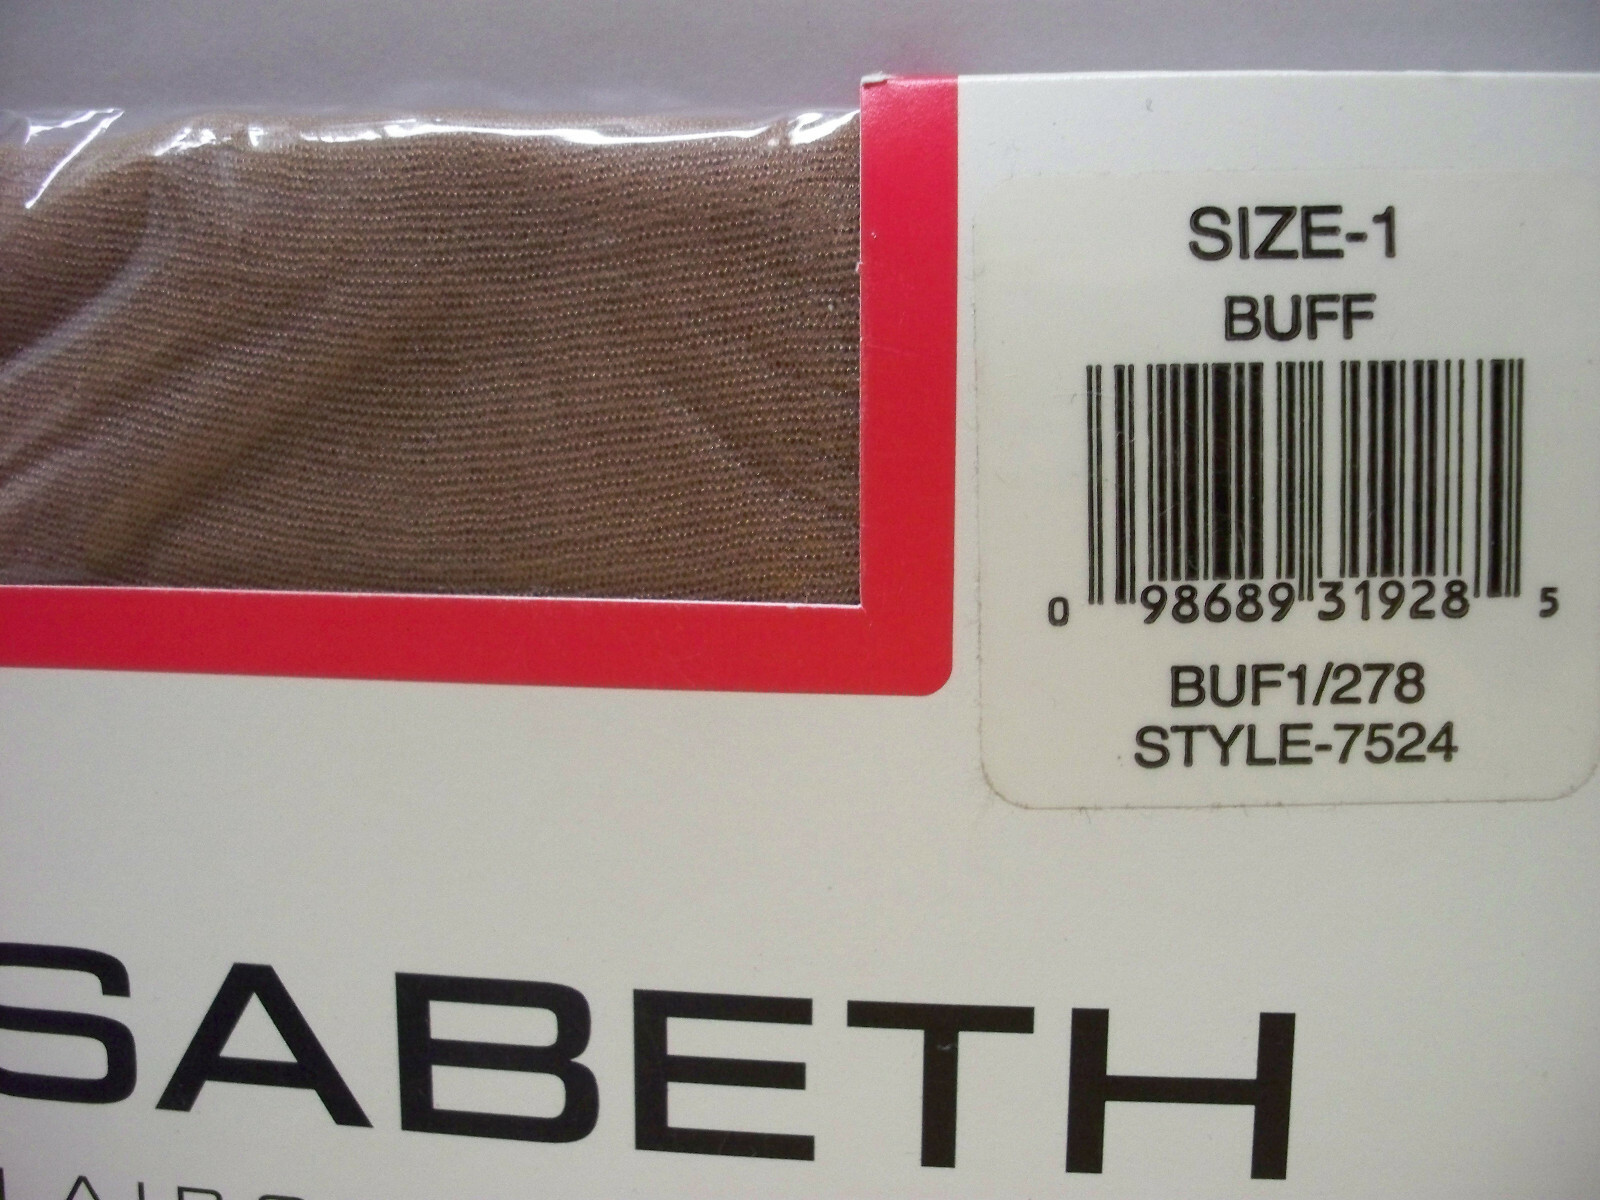 SIZE-1
BUFF
0 98689 31928 5
BUF1/278
STYLE-7524
SABETH